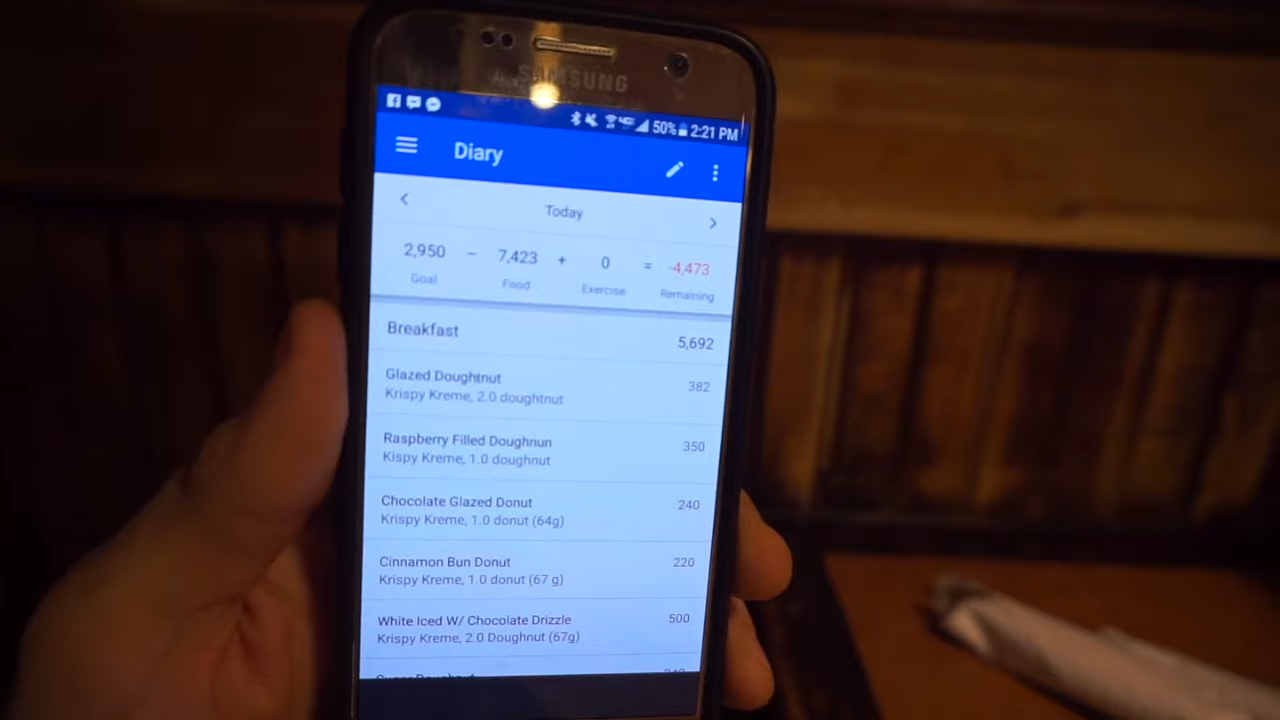 SAMSUNG
50% 2:21 PM
Diary
Today
2,950 - 7,423 + 0 = -4,473
Goal Food Exercise Remaining
Breakfast 5,692
Glazed Doughtnut 382
Krispy Kreme, 2.0 doughtnut
Raspberry Filled Doughnun 350
Kispy Kreme, 1.0 doughnut
Chocolate Glazed Donut 240
Krispy Kreme, 1.0 donut (64g)
Cinnamon Bun Donut 220
Krispy Kreme, 1.0 donut (67 g)
White Iced W/ Chocolate Drizzle 500
Krispy Kreme, 2.0 Doughnut (67g)